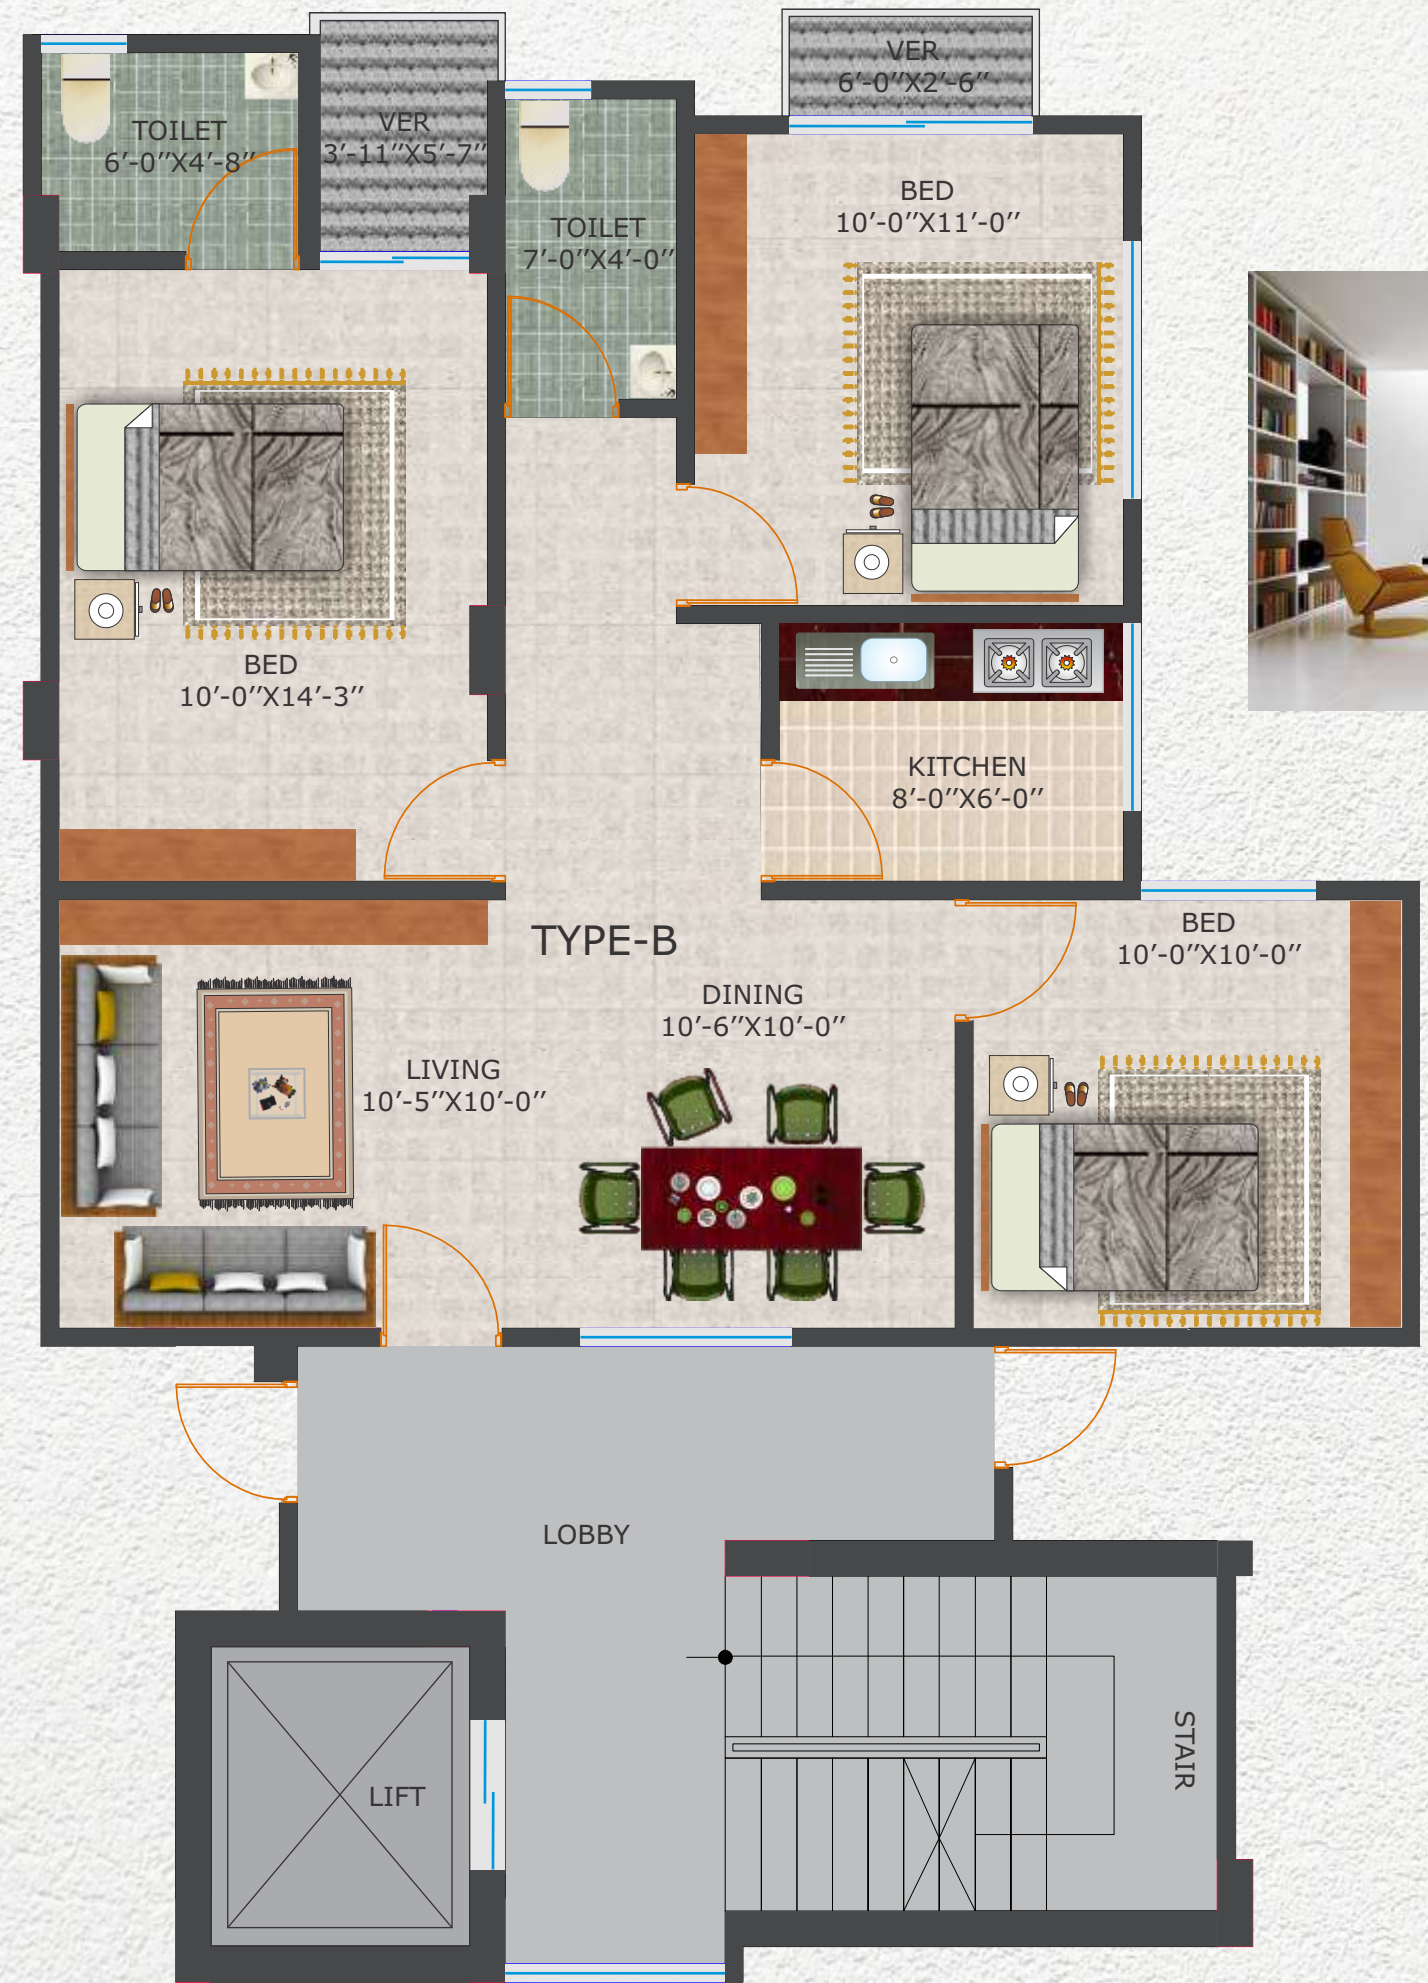 VER
6′-0″X2′-6″
TOILET
6′-0″X4′-8″
VER
3′-11″X5′-7″
TOILET
7′-0″X4′-0″
BED
10′-0″X11′-0″
BED
10′-0″X14′-3″
KITCHEN
8′-0″X6′-0″
TYPE-B
BED
10′-0″X10′-0″
DINING
10′-6″X10′-0″
LIVING
10′-5″X10′-0″
LOBBY
LIFT
STAIR